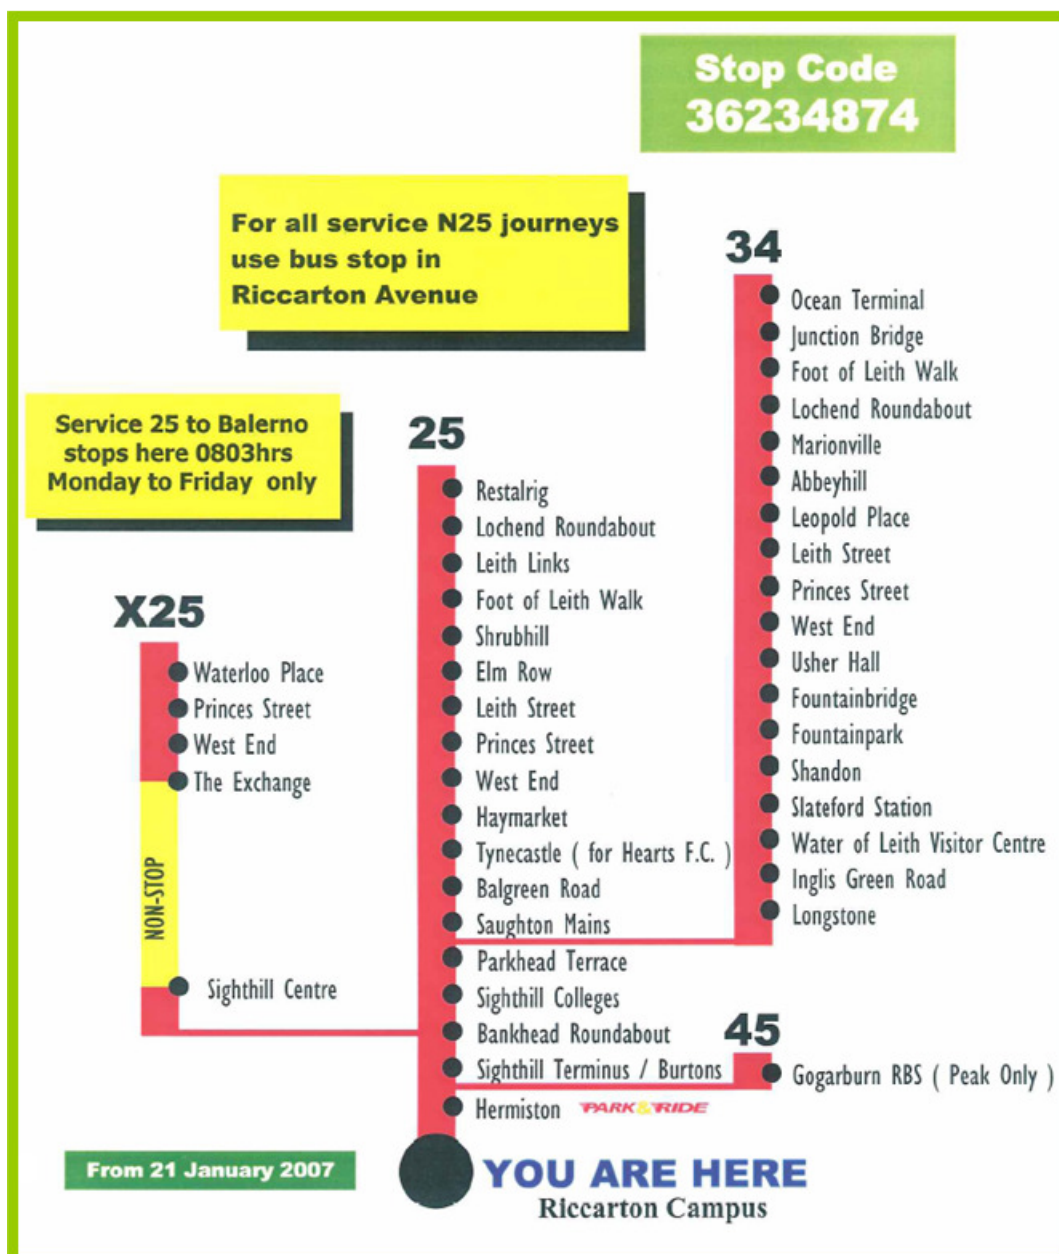 Stop Code
36234874
For all service N25 journeys
use bus stop in
Riccarton Avenue
34
Ocean Terminal
Junction Bridge
Foot of Leith Walk
Lochend Roundabout
Marionville
Abbeyhill
Leopold Place
Leith Street
Princes Street
West End
Usher Hall
Fountainbridge
Fountainpark
Shandon
Slateford Station
Water of Leith Visitor Centre
Inglis Green Road
Longstone
Service 25 to Balerno
stops here 0803hrs
Monday to Friday only
25
Restalrig
Lochend Roundabout
Leith Links
Foot of Leith Walk
Shrubhill
Elm Row
Leith Street
Princes Street
West End
Haymarket
Tynecastle ( for Hearts F.C. )
Balgreen Road
Saughton Mains
Parkhead Terrace
Sighthill Colleges
Bankhead Roundabout
Sighthill Terminus / Burtons
Hermiston PARK&RIDE
X25
Waterloo Place
Princes Street
West End
The Exchange
NON-STOP
Sighthill Centre
45
Gogarburn RBS ( Peak Only )
From 21 January 2007
YOU ARE HERE
Riccarton Campus